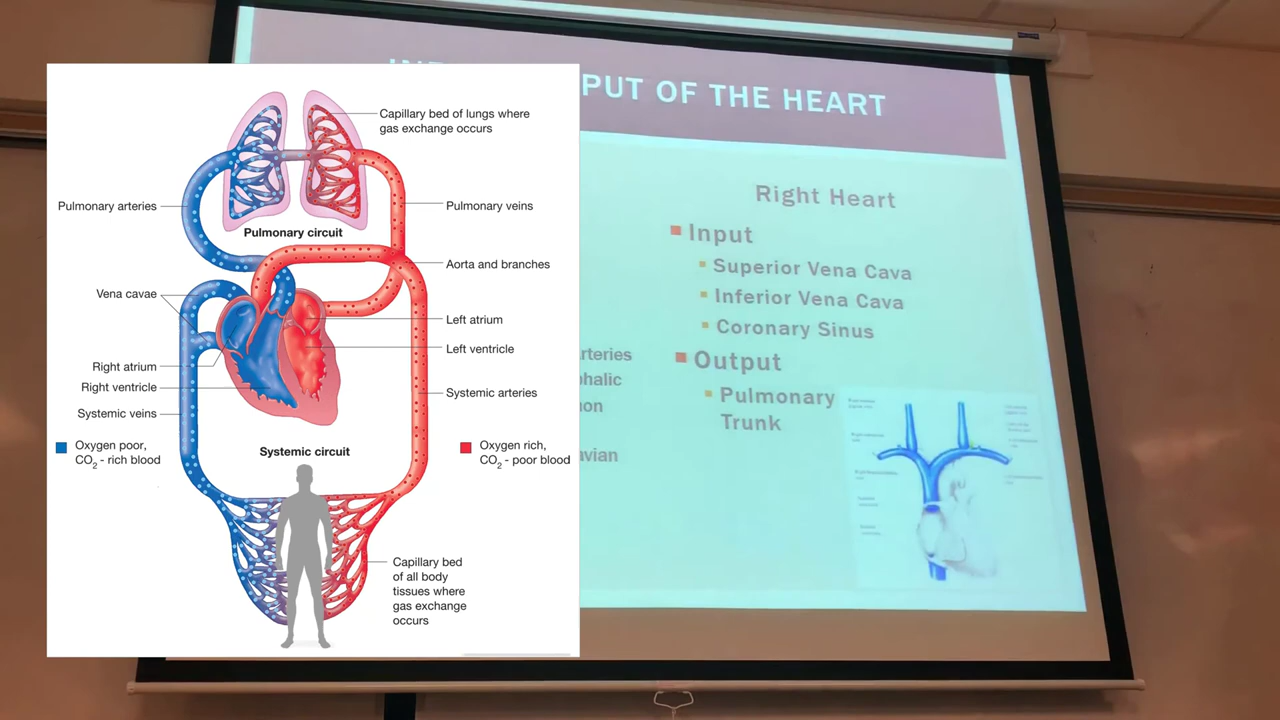 PUT OF THE HEART
Capillary bed of lungs where
gas exchange occurs
Pulmonary arteries
Pulmonary veins
Pulmonary circuit
Aorta and branches
Vena cavae
Left atrium
Left ventricle
Right atrium
Right ventricle
Systemic arteries
Systemic veins
Oxygen poor,
CO2 - rich blood
Systemic circuit
Oxygen rich,
CO2 - poor blood
Capillary bed
of all body
tissues where
gas exchange
occurs
Right Heart
Input
Superior Vena Cava
Inferior Vena Cava
Coronary Sinus
Output
Pulmonary
Trunk
rteries
phalic
non
avian